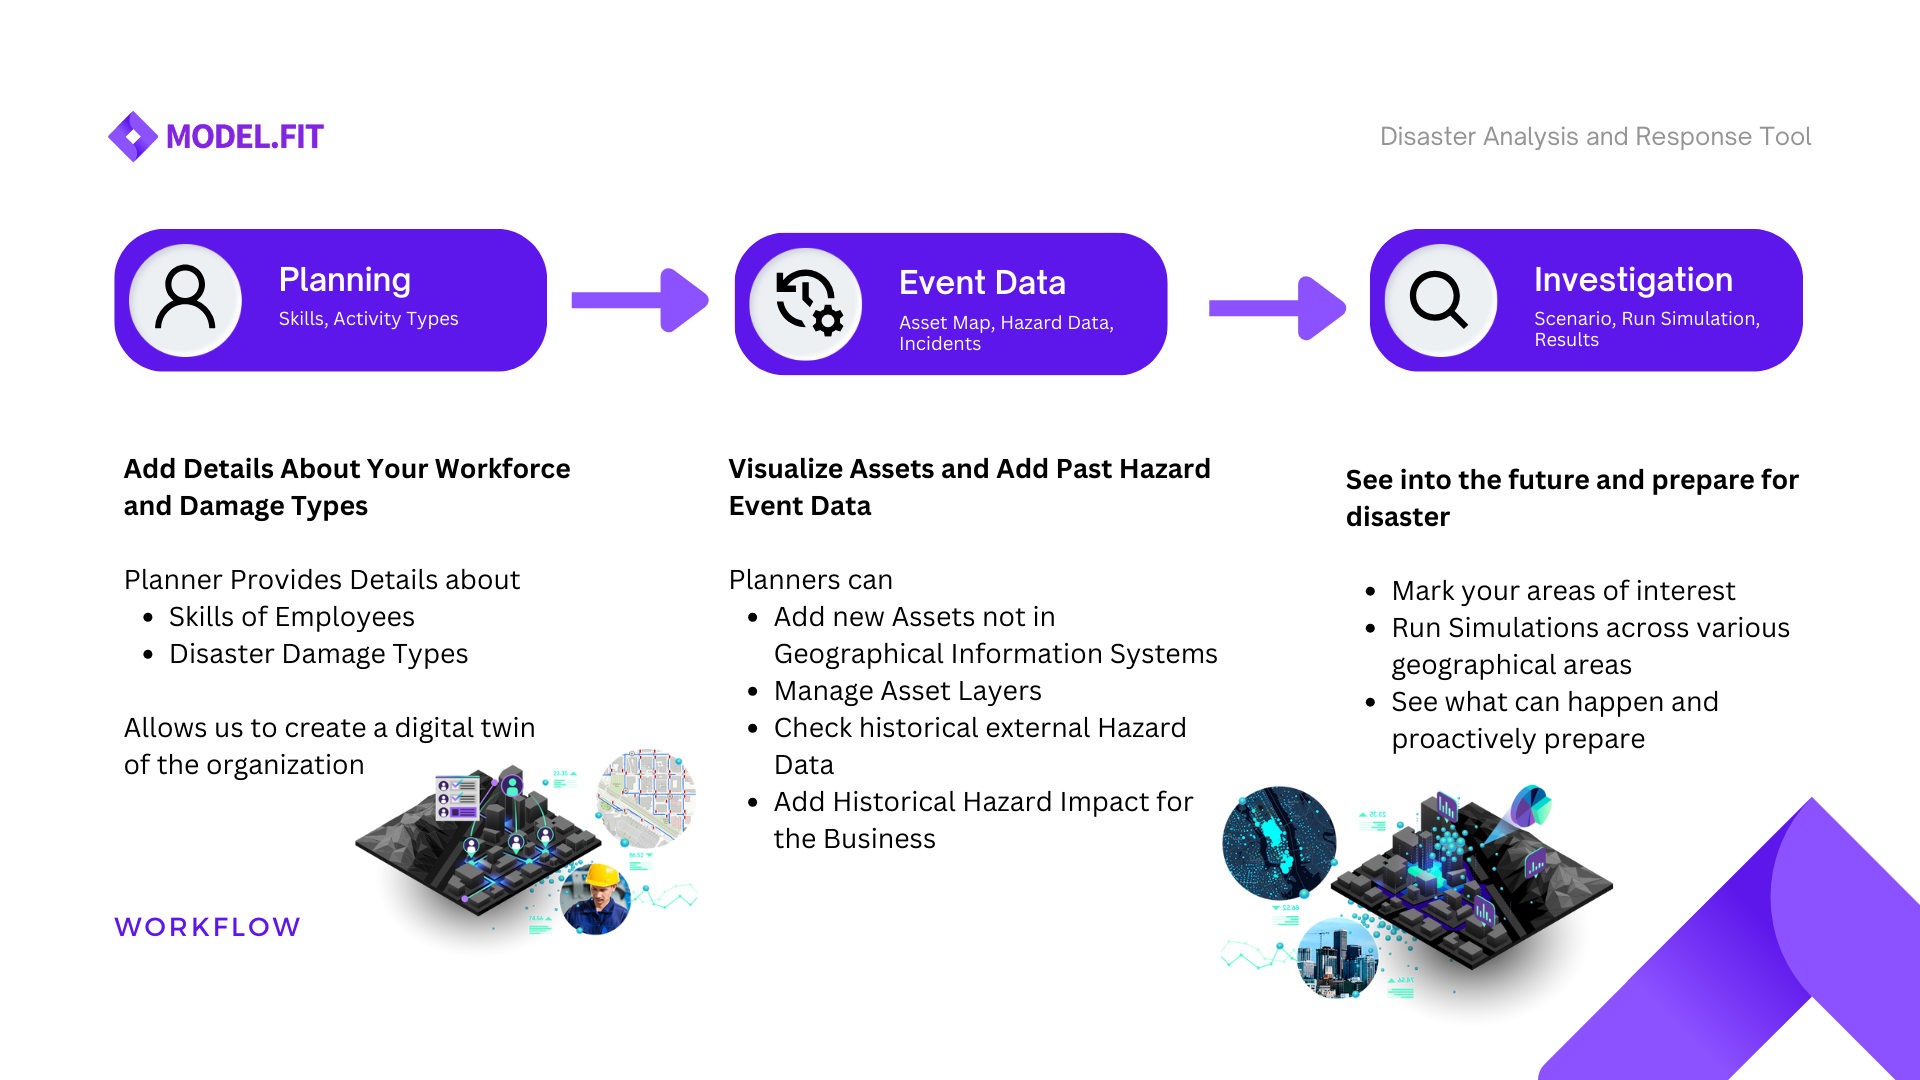 MODEL.FIT
Disaster Analysis and Response Tool
Planning
Skills, Activity Types
Event Data
Asset Map, Hazard Data,
Incidents
Investigation
Scenario, Run Simulation,
Results
Add Details About Your Workforce
and Damage Types
Planner Provides Details about
• Skills of Employees
• Disaster Damage Types
Allows us to create a digital twin
of the organization
Visualize Assets and Add Past Hazard
Event Data
Planners can
• Add new Assets not in
Geographical Information Systems
• Manage Asset Layers
• Check historical external Hazard
Data
• Add Historical Hazard Impact for
the Business
See into the future and prepare for
disaster
• Mark your areas of interest
• Run Simulations across various
geographical areas
• See what can happen and
proactively prepare
23.35
86.52
WORKFLOW